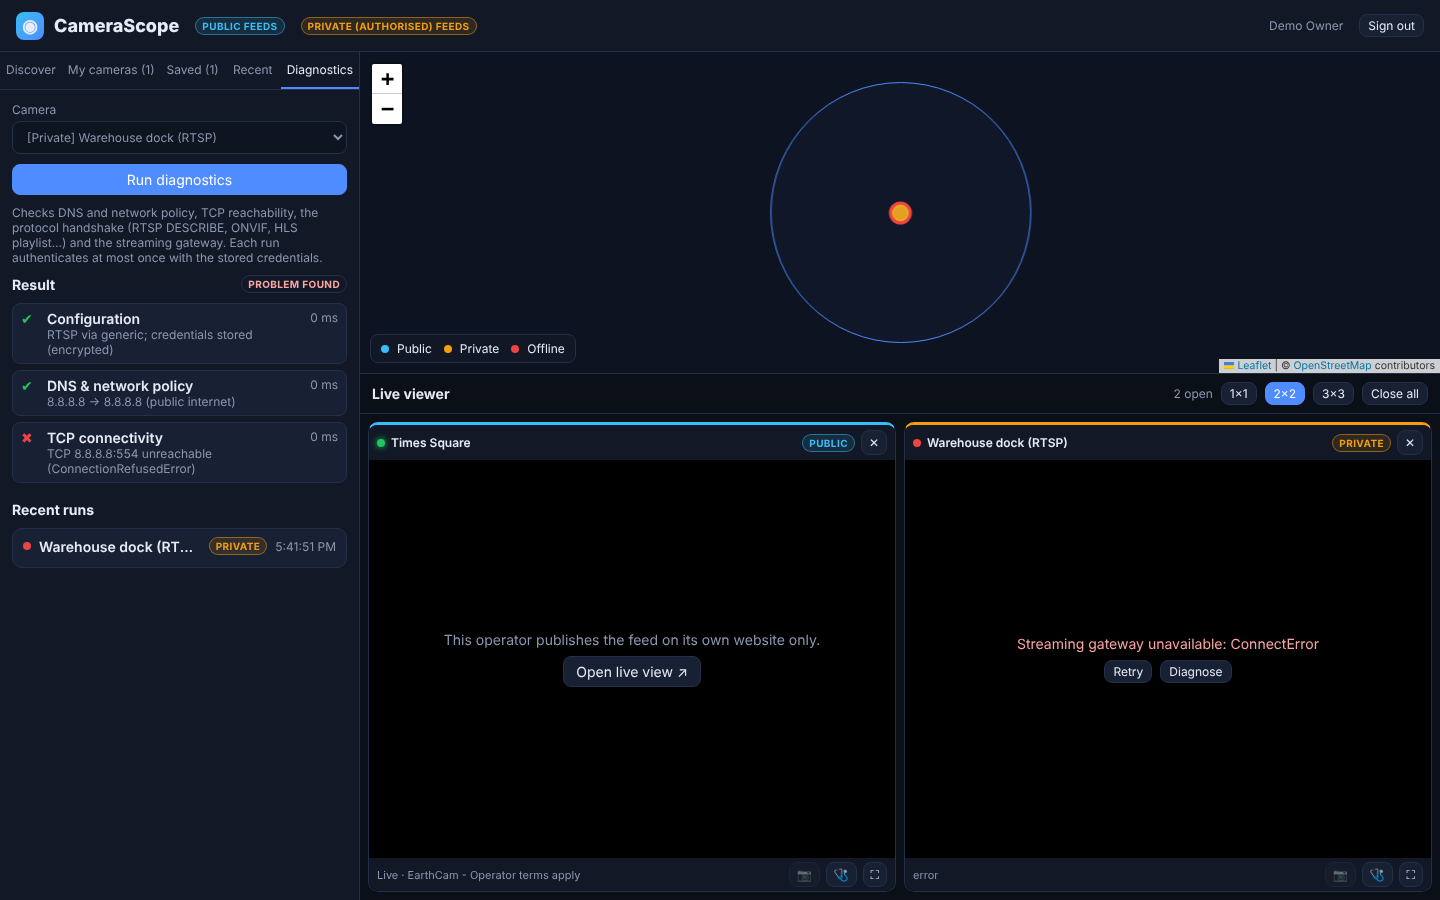 CameraScope
PUBLIC FEEDS
PRIVATE (AUTHORISED) FEEDS
Demo Owner
Sign out
Discover
My cameras (1)
Saved (1)
Recent
Diagnostics
Camera
[Private] Warehouse dock (RTSP)
Run diagnostics
Checks DNS and network policy, TCP reachability, the
protocol handshake (RTSP DESCRIBE, ONVIF, HLS
playlist...) and the streaming gateway. Each run
authenticates at most once with the stored credentials.
Result
PROBLEM FOUND
Configuration
0 ms
RTSP via generic; credentials stored
(encrypted)
DNS & network policy
0 ms
8.8.8.8 → 8.8.8.8 (public internet)
TCP connectivity
0 ms
TCP 8.8.8.8:554 unreachable
(ConnectionRefusedError)
Recent runs
Warehouse dock (RT...
PRIVATE
5:41:51 PM
+
−
Public
Private
Offline
Leaflet | © OpenStreetMap contributors
Live viewer
2 open
1×1
2×2
3×3
Close all
Times Square
PUBLIC
✕
This operator publishes the feed on its own website only.
Open live view ↗
Live · EarthCam - Operator terms apply
Warehouse dock (RTSP)
PRIVATE
✕
Streaming gateway unavailable: ConnectError
Retry
Diagnose
error